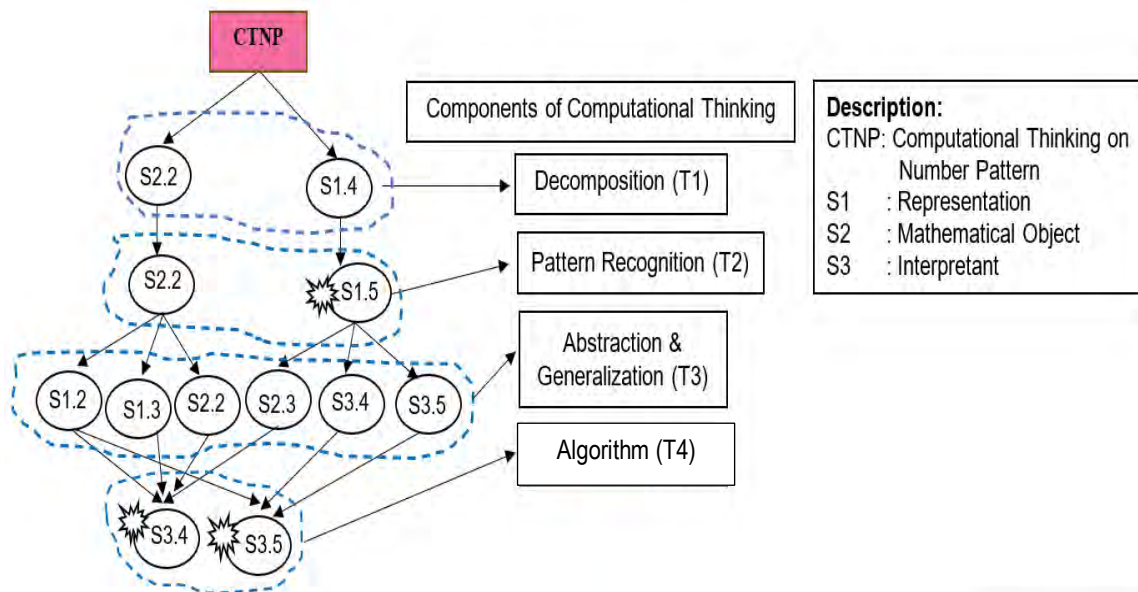 CTNP
Components of Computational Thinking
Description:
CTNP: Computational Thinking on
Number Pattern
S1 : Representation
S2 : Mathematical Object
S3 : Interpretant
S2.2
S1.4
Decomposition (T1)
S2.2
S1.5
Pattern Recognition (T2)
Abstraction &
Generalization (T3)
S1.2
S1.3
S2.2
S2.3
S3.4
S3.5
Algorithm (T4)
S3.4
S3.5